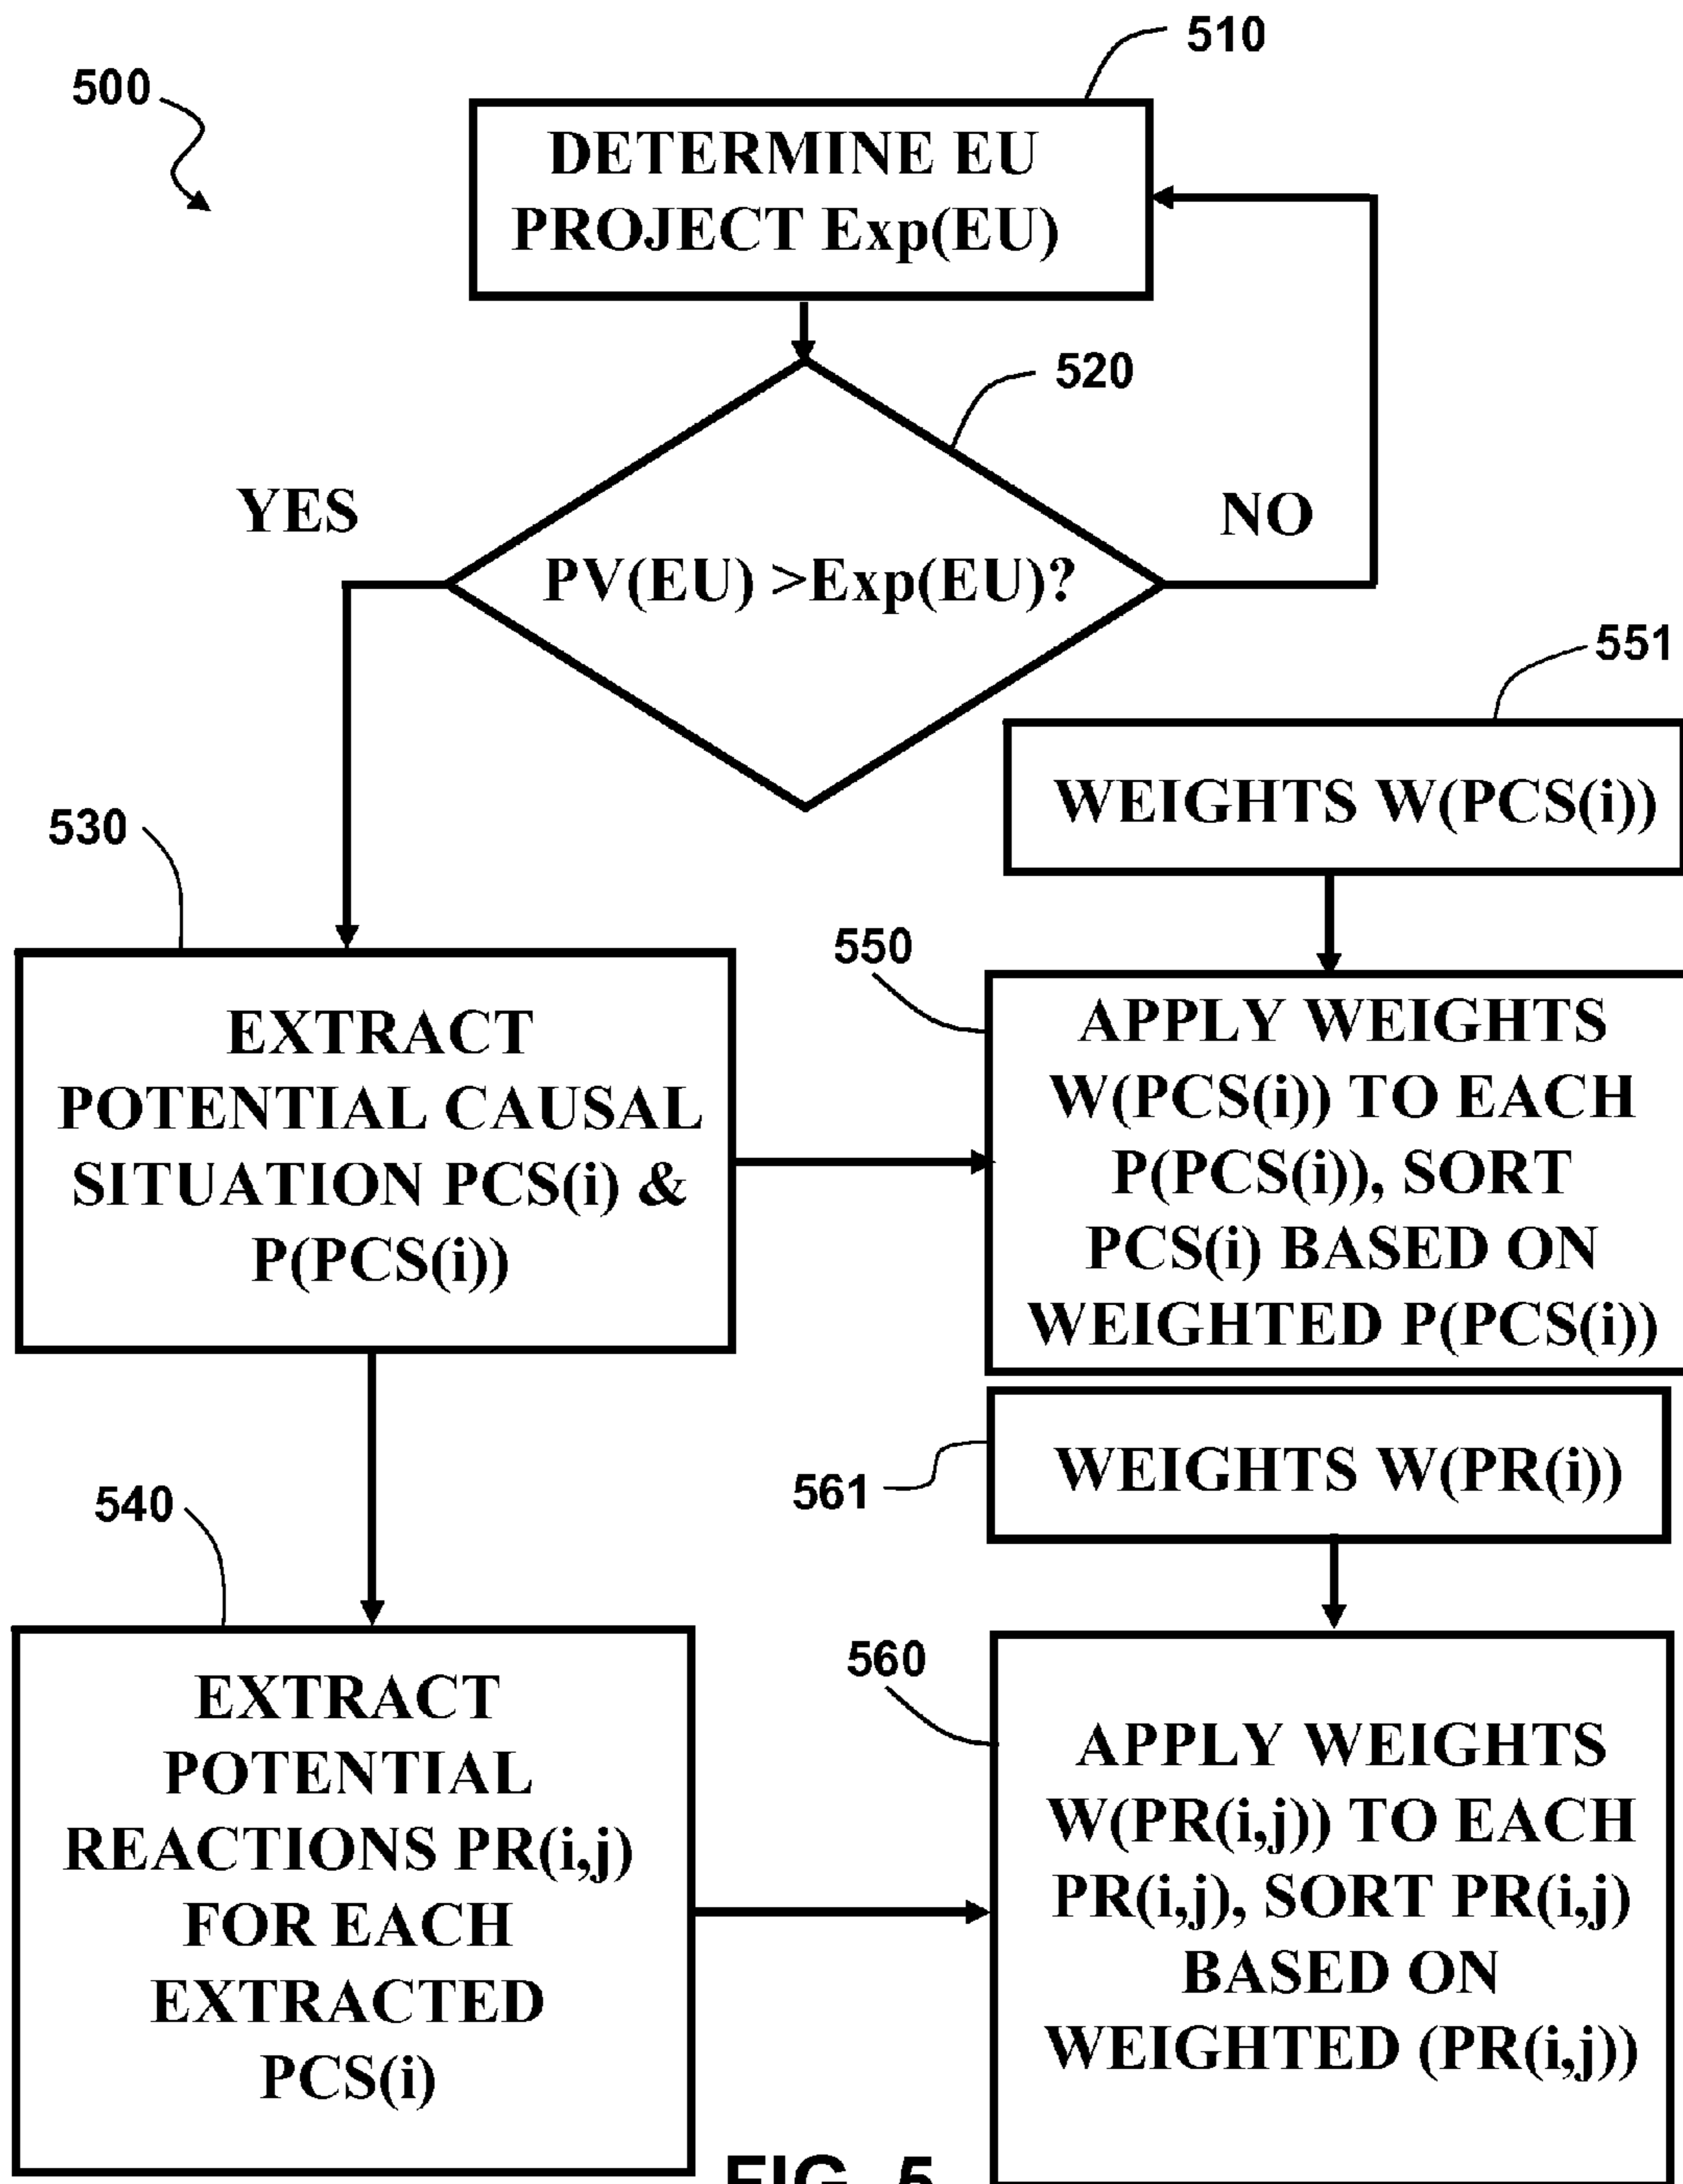 510
500
DETERMINE EU
PROJECT Exp(EU)
520
YES
NO
PV(EU) >Exp(EU)?
551
WEIGHTS W(PCS(i))
530
550
EXTRACT
POTENTIAL CAUSAL
SITUATION PCS(i) &
P(PCS(i))
APPLY WEIGHTS
W(PCS(i)) TO EACH
P(PCS(i)), SORT
PCS(i) BASED ON
WEIGHTED P(PCS(i))
561
WEIGHTS W(PR(i))
540
560
EXTRACT
POTENTIAL
REACTIONS PR(i,j)
FOR EACH
EXTRACTED
PCS(i)
APPLY WEIGHTS
W(PR(i,j)) TO EACH
PR(i,j), SORT PR(i,j)
BASED ON
WEIGHTED (PR(i,j))
FIG. 5